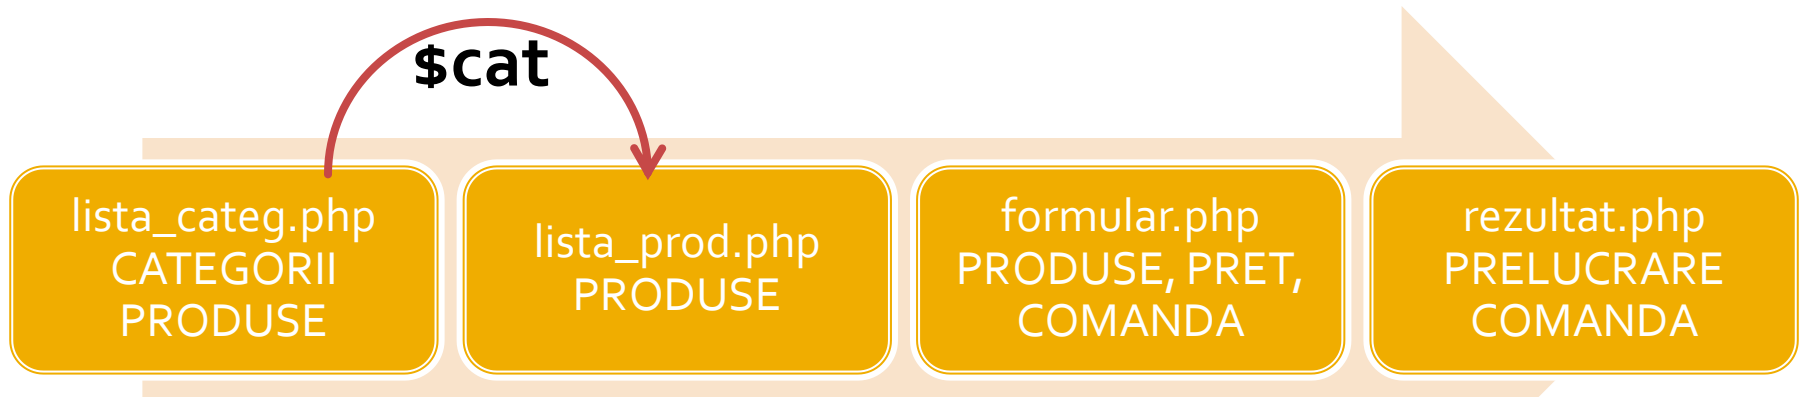 $cat
lista_categ.php
CATEGORII
PRODUSE
lista_prod.php
PRODUSE
formular.php
PRODUSE, PRET,
COMANDA
rezultat.php
PRELUCRARE
COMANDA